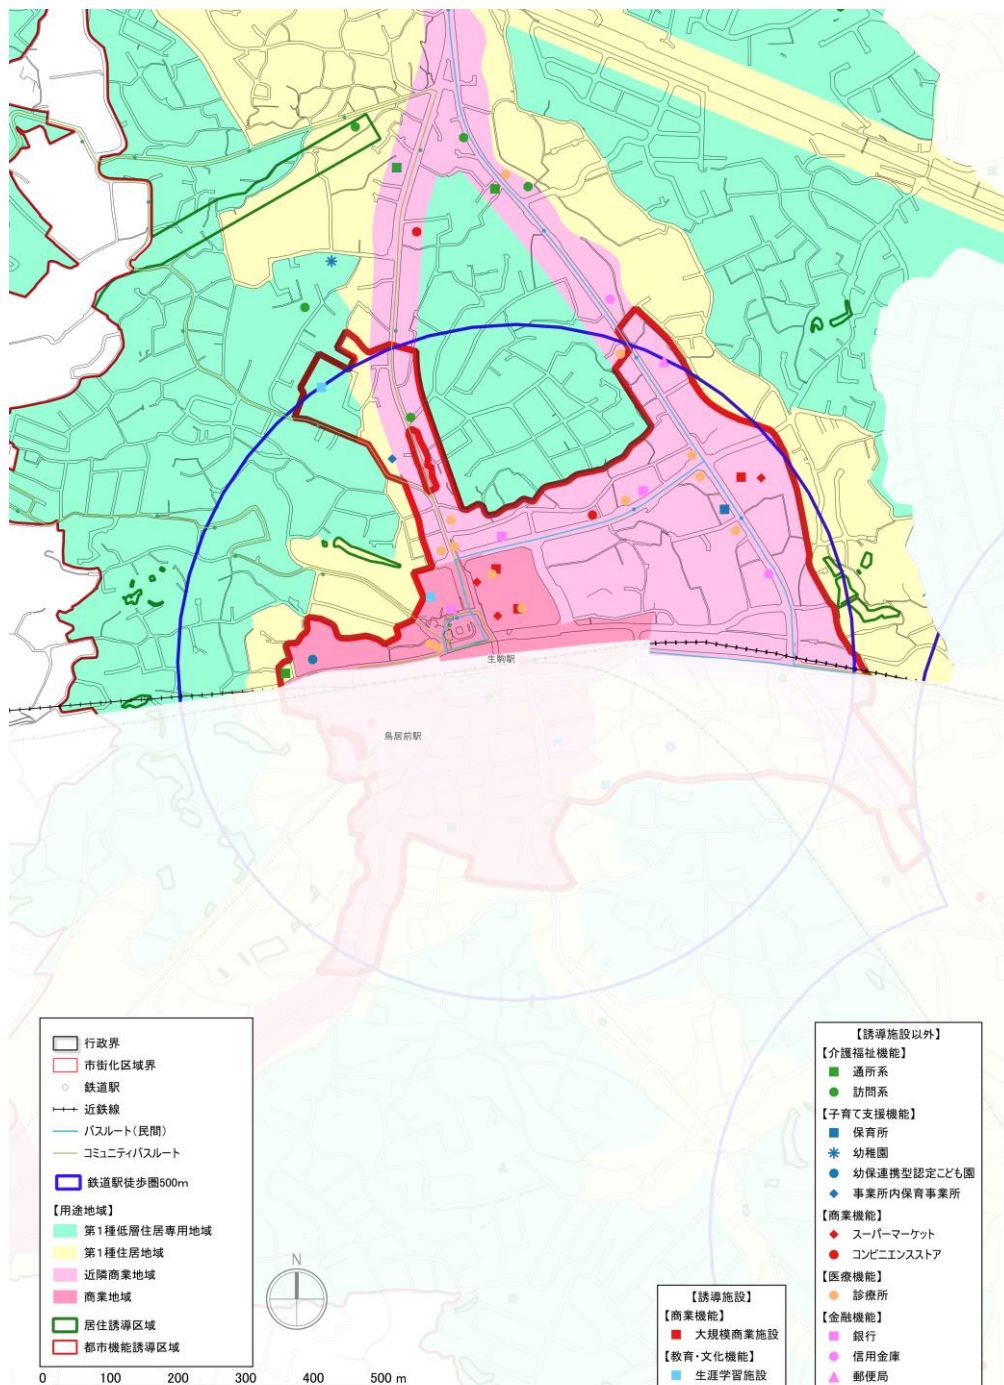 生駒駅
鳥居前駅
行政界
市街化区域界
鉄道駅
近鉄線
バスルート(民間)
コミュニティバスルート
鉄道駅徒歩圏500m
【用途地域】
第1種低層住居専用地域
第1種住居地域
近隣商業地域
商業地域
居住誘導区域
都市機能誘導区域
0 100 200 300 400 500 m
N
【誘導施設】
【商業機能】
大規模商業施設
【教育・文化機能】
生涯学習施設
【誘導施設以外】
【介護福祉機能】
通所系
訪問系
【子育て支援機能】
保育所
幼稚園
幼保連携型認定こども園
事業所内保育事業所
【商業機能】
スーパーマーケット
コンビニエンスストア
【医療機能】
診療所
【金融機能】
銀行
信用金庫
郵便局